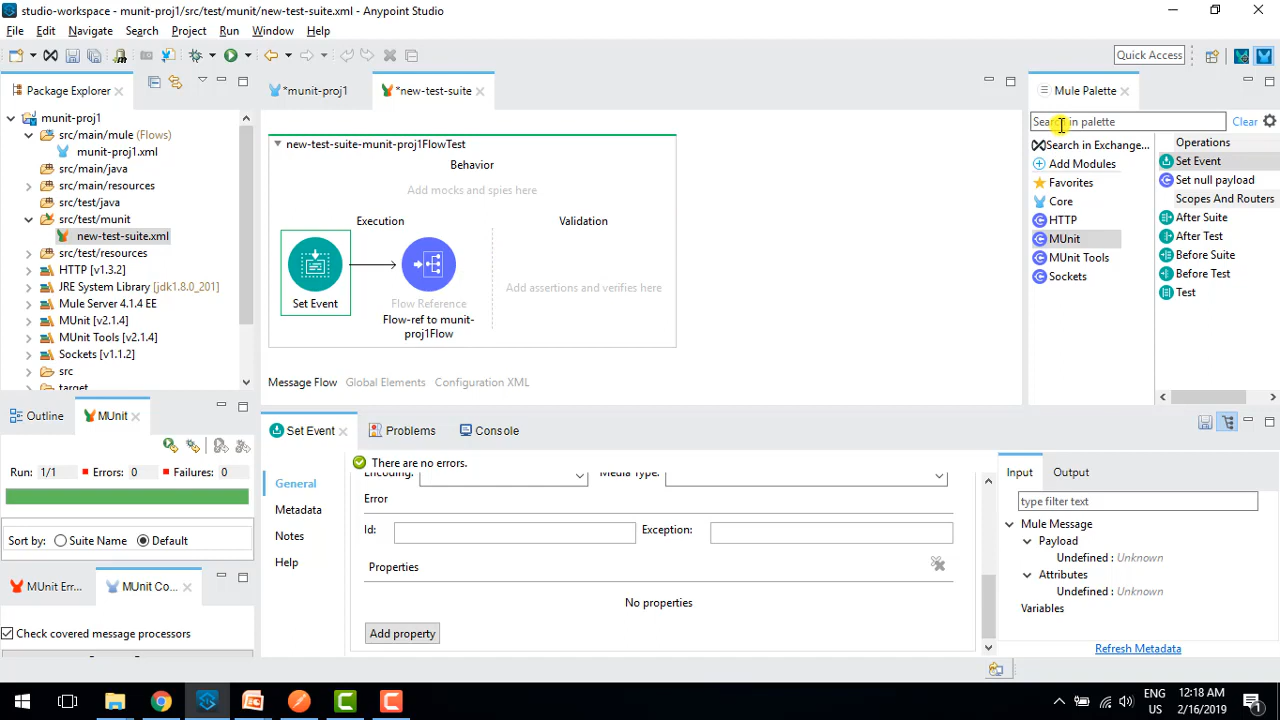 studio-workspace - munit-proj1/src/test/munit/new-test-suite.xml - Anypoint Studio
File Edit Navigate Search Project Run Window Help
Quick Access
Package Explorer
munit-proj1
src/main/mule (Flows)
munit-proj1.xml
src/main/java
src/main/resources
src/test/java
src/test/munit
new-test-suite.xml
src/test/resources
HTTP [v1.3.2]
JRE System Library [jdk1.8.0_201]
Mule Server 4.1.4 EE
MUnit [v2.1.4]
MUnit Tools [v2.1.4]
Sockets [v1.1.2]
src
target
Outline MUnit
Run: 1/1 Errors: 0 Failures: 0
Sort by: Suite Name Default
MUnit Err... MUnit Co...
Check covered message processors
*munit-proj1 *new-test-suite
new-test-suite-munit-proj1FlowTest
Behavior
Add mocks and spies here
Execution Validation
Set Event
Flow Reference
Flow-ref to munit-
proj1Flow
Add assertions and verifies here
Message Flow Global Elements Configuration XML
Mule Palette
Search in palette Clear
Search in Exchange...
Add Modules
Favorites
Core
HTTP
MUnit
MUnit Tools
Sockets
Operations
Set Event
Set null payload
Scopes And Routers
After Suite
After Test
Before Suite
Before Test
Test
Set Event Problems Console
There are no errors.
General
Metadata
Notes
Help
Encoding: Media Type:
Error
Id: Exception:
Properties
No properties
Add property
Input Output
type filter text
Mule Message
Payload
Undefined : Unknown
Attributes
Undefined : Unknown
Variables
Refresh Metadata
ENG
US
12:18 AM
2/16/2019
1